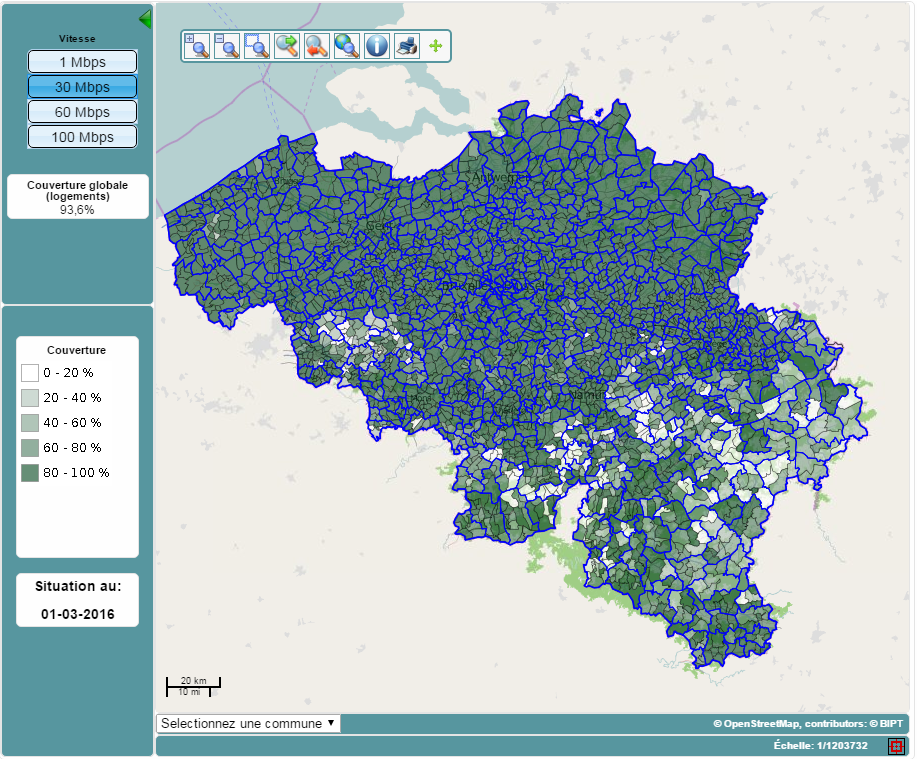 Vitesse
1 Mbps
30 Mbps
60 Mbps
100 Mbps
Couverture globale
(logements)
93,6%
Couverture
0 - 20 %
20 - 40 %
40 - 60 %
60 - 80 %
80 - 100 %
Situation au:
01-03-2016
Antwerpen
Gent
Namur
20 km
10 mi
Selectionnez une commune
© OpenStreetMap, contributors: © BIPT
Échelle: 1/1203732